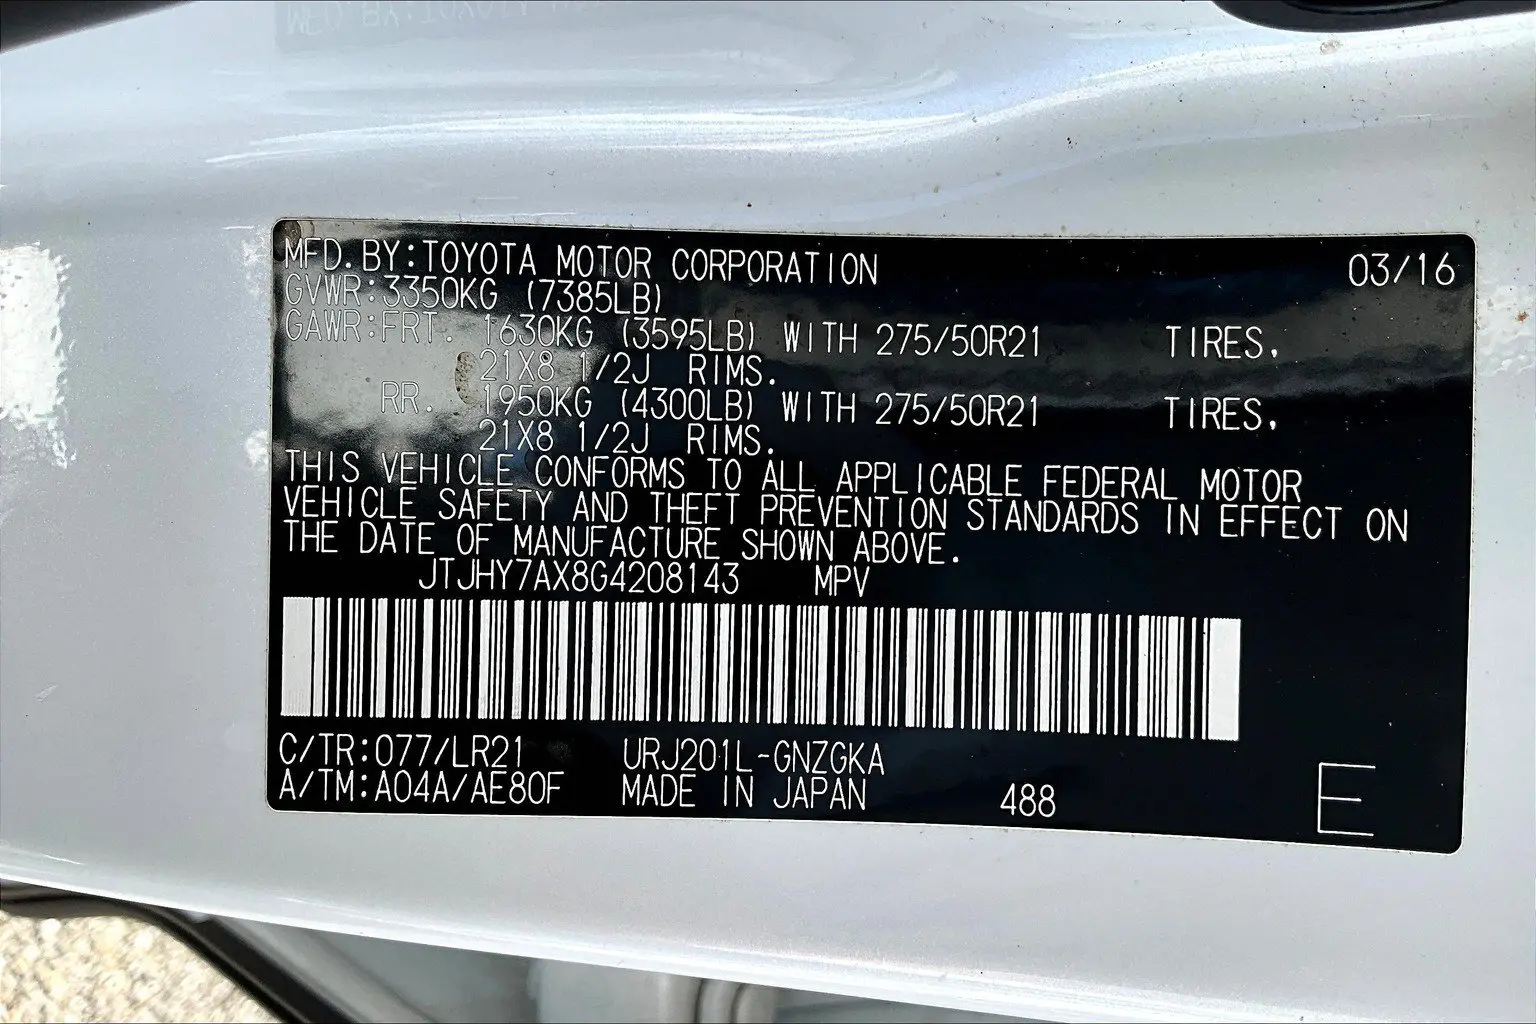 MFD. BY:TOYOTA MOTOR CORPORATION 03/16
GVWR:3350KG (7385LB)
GAWR:FRT. 1630KG (3595LB) WITH 275/50R21 TIRES.
21X8 1/2J RIMS.
RR. 1950KG (4300LB) WITH 275/50R21 TIRES.
21X8 1/2J RIMS.
THIS VEHICLE CONFORMS TO ALL APPLICABLE FEDERAL MOTOR
VEHICLE SAFETY AND THEFT PREVENTION STANDARDS IN EFFECT ON
THE DATE OF MANUFACTURE SHOWN ABOVE.
JTJHY7AX8G4208143 MPV
C/TR:077/LR21 URJ201L-GNZGKA
A/TM:A04A/AE80F MADE IN JAPAN 488 E